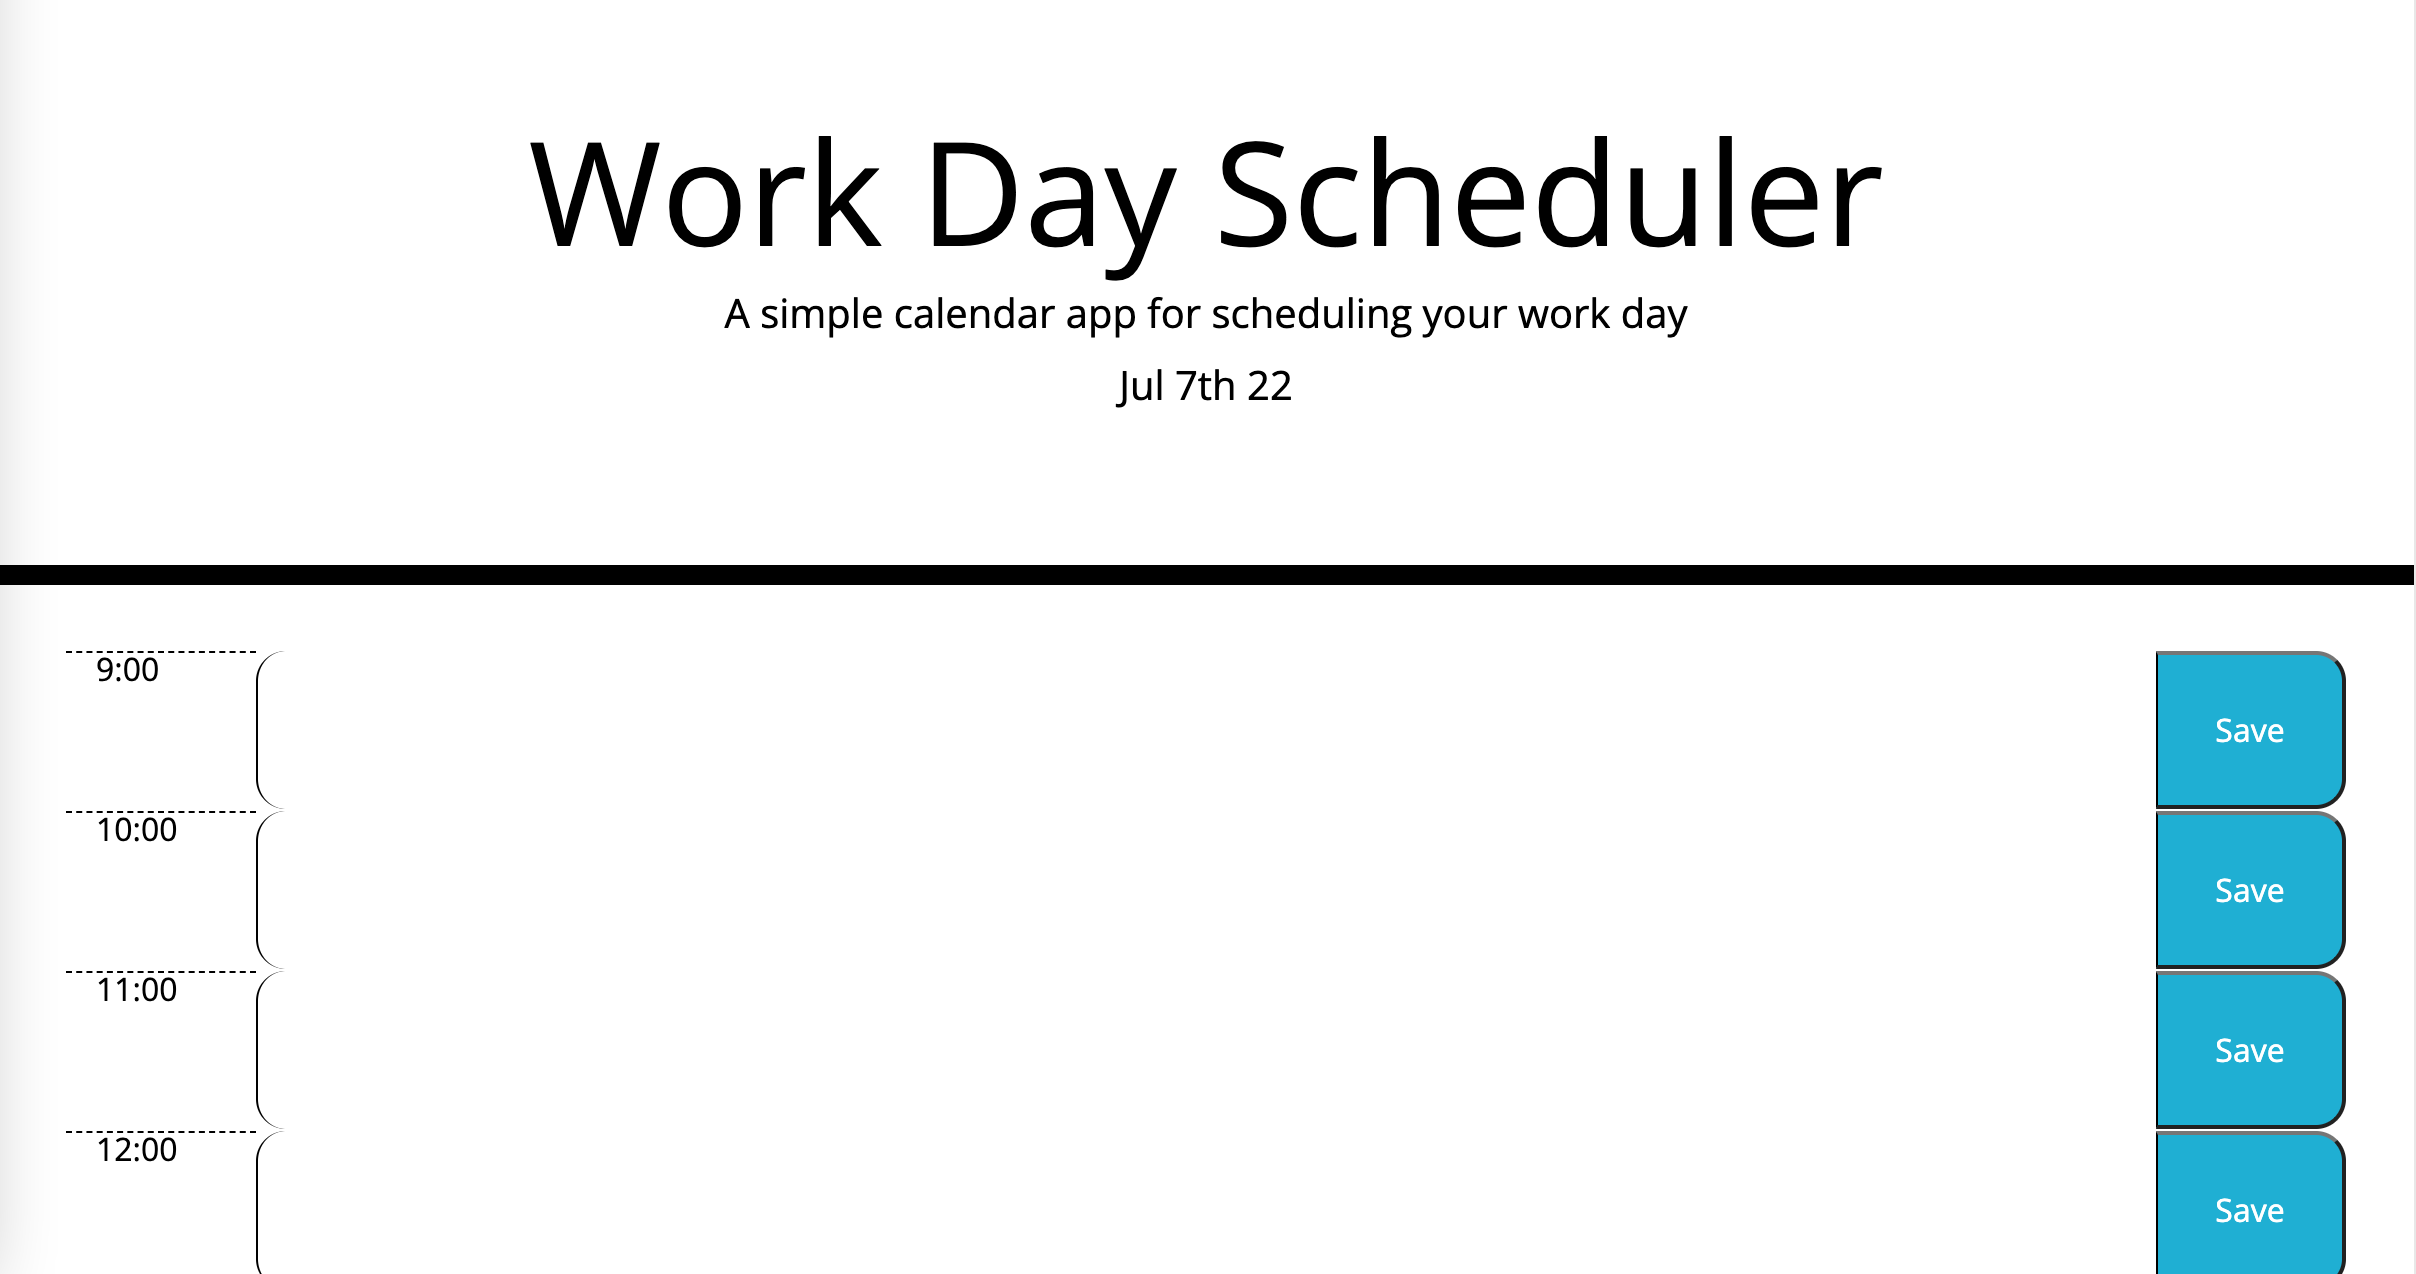 Work Day Scheduler
A simple calendar app for scheduling your work day
Jul 7th 22
9:00
Save
10:00
Save
11:00
Save
12:00
Save